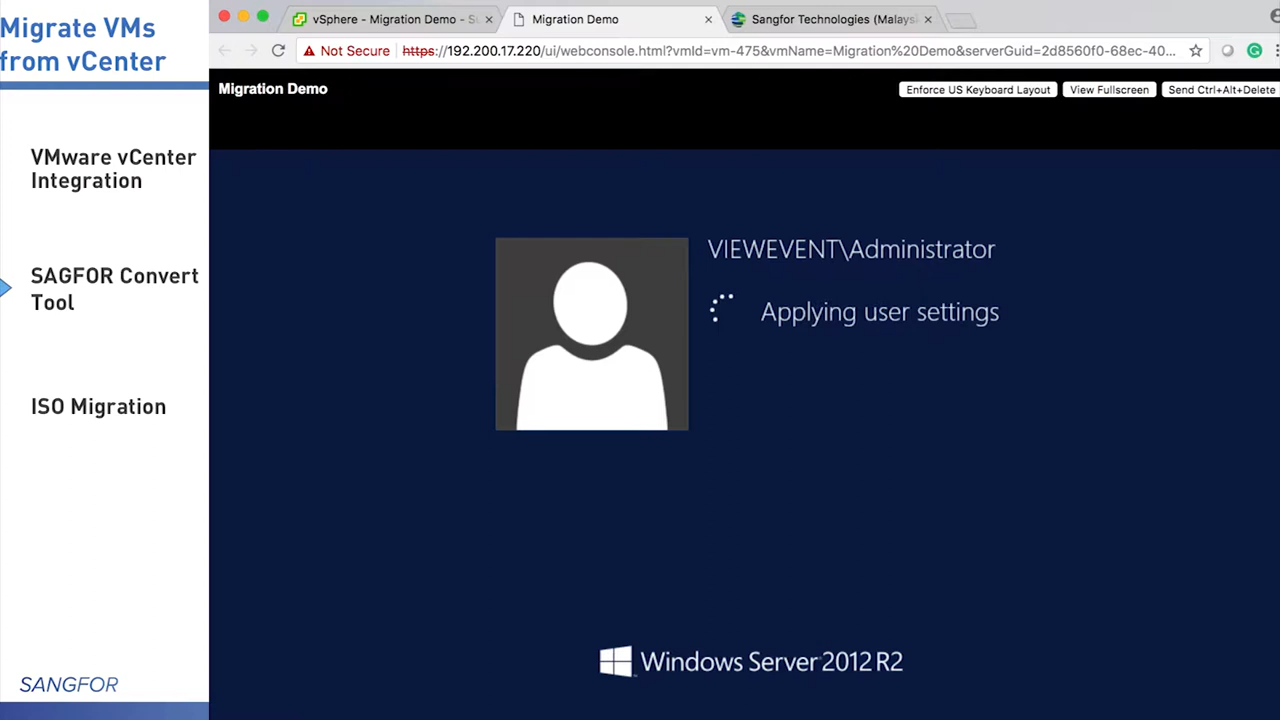 Migrate VMs
from vCenter
VMware vCenter
Integration
SAGFOR Convert
Tool
ISO Migration
SANGFOR
vSphere - Migration Demo - S
Migration Demo
Sangfor Technologies (Malays
Not Secure
https://192.200.17.220/ui/webconsole.html?vmId=vm-475&vmName=Migration%20Demo&serverGuid=2d8560f0-68ec-40...
Migration Demo
Enforce US Keyboard Layout
View Fullscreen
Send Ctrl+Alt+Delete
VIEWEVENT\Administrator
Applying user settings
Windows Server 2012 R2